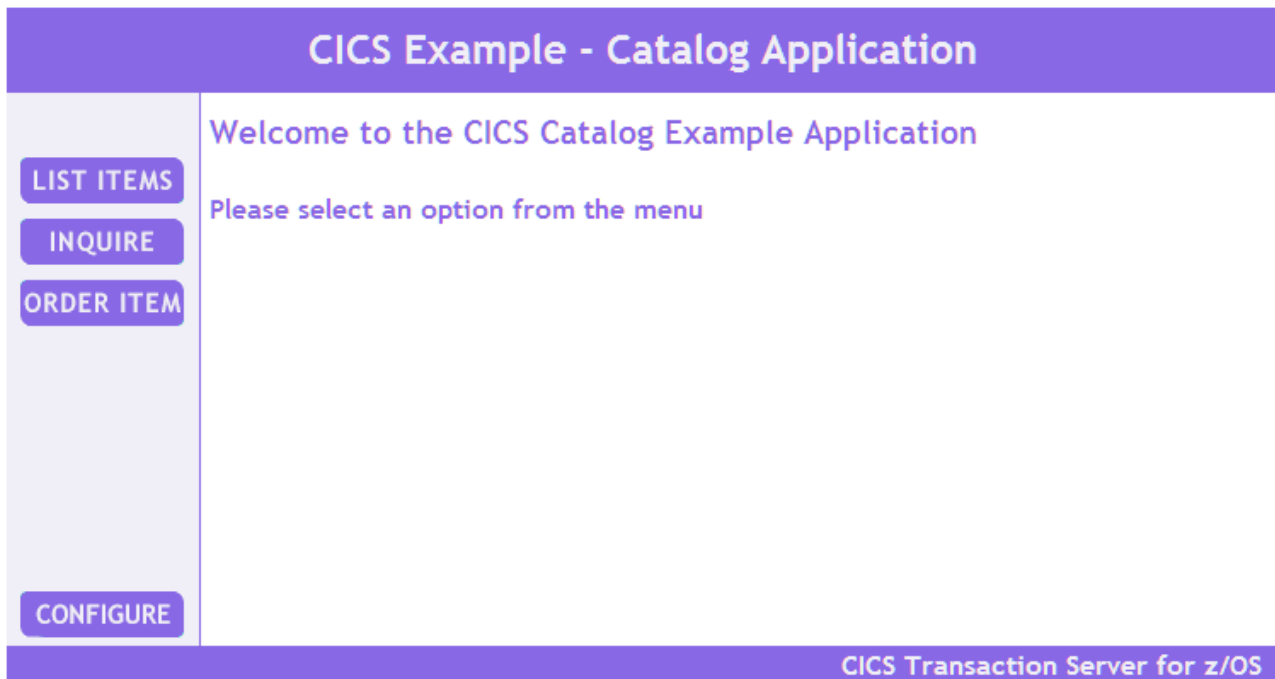 CICS Example - Catalog Application
Welcome to the CICS Catalog Example Application
Please select an option from the menu
LIST ITEMS
INQUIRE
ORDER ITEM
CONFIGURE
CICS Transaction Server for z/OS